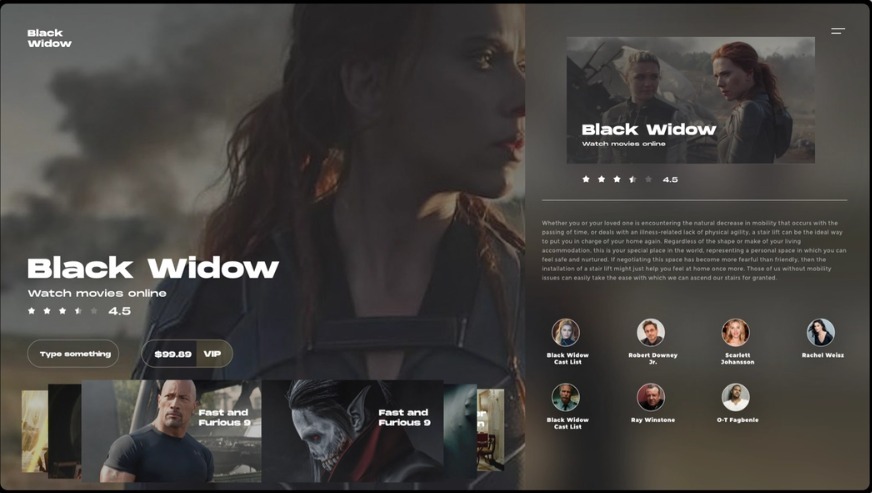 Black
Widow
Black Widow
Watch movies online
4.5
Type something
$99.89 VIP
Fast and
Furious 9
Fast and
Furious 9
Black Widow
Watch movies online
4.5
Whether you or your loved one is encountering the natural decrease in mobility that occurs with the
passing of time, or deals with an illness-related lack of physical agility, a stair lift can be the ideal way
to put you in charge of your home again. Regardless of the shape or make of your living
accommodation, this is your special place in the world, representing a personal space in which you can
feel safe and nurtured. If negotiating this space has become more fearful than friendly, then the
installation of a stair lift might just help you feel at home once more. Those of us without mobility
issues can easily take the ease with which we can ascend our stairs for granted.
Black Widow
Cast List
Robert Downey
Jr.
Scarlett
Johansson
Rachel Weisz
Black Widow
Cast List
Ray Winstone
O-T Fagbenle